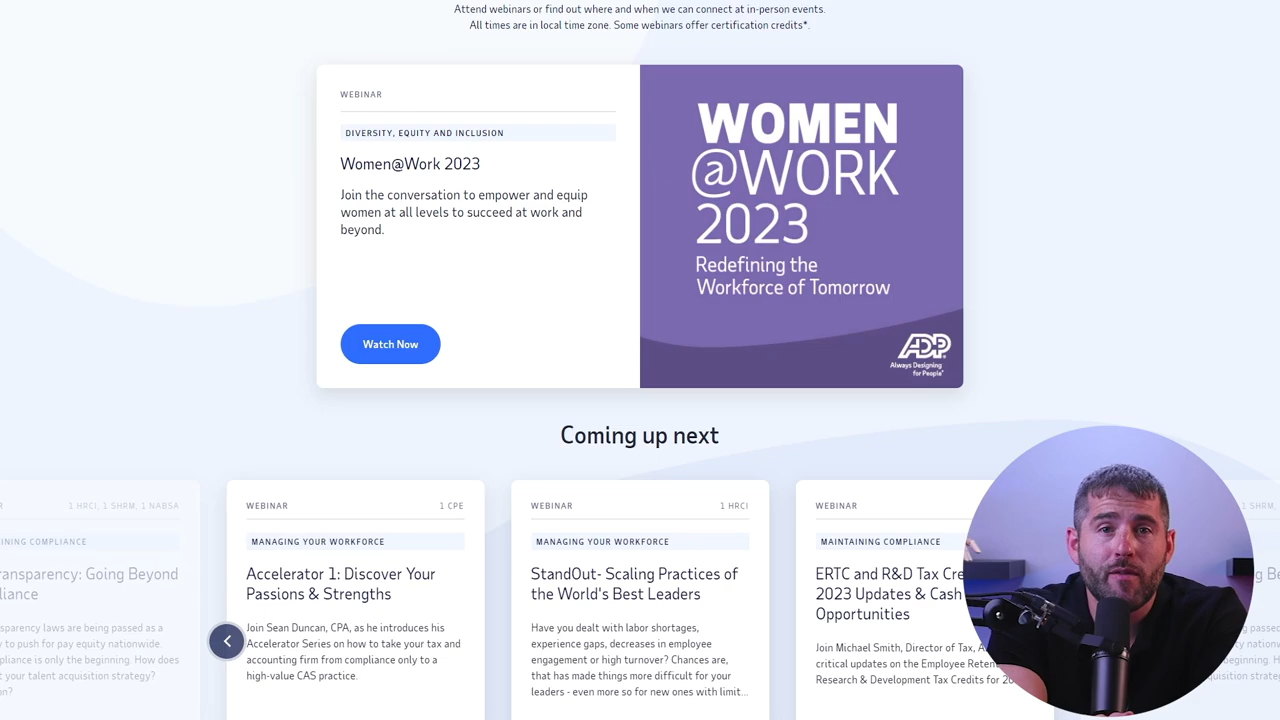 Attend webinars or find out where and when we can connect at in-person events.
All times are in local time zone. Some webinars offer certification credits*.
WEBINAR
DIVERSITY, EQUITY AND INCLUSION
Women@Work 2023
Join the conversation to empower and equip
women at all levels to succeed at work and
beyond.
Watch Now
WOMEN
@WORK
2023
Redefining the
Workforce of Tomorrow
ADP
Always Designing
for People®
Coming up next
1 HRCI, 1 SHRM, 1 NABSA
COMPLIANCE
Going Beyond
laws are being passed as a
to push for pay equity nationwide.
is only the beginning. How does
your talent acquisition strategy?
WEBINAR
1 CPE
MANAGING YOUR WORKFORCE
Accelerator 1: Discover Your
Passions & Strengths
Join Sean Duncan, CPA, as he introduces his
Accelerator Series on how to take your tax and
accounting firm from compliance only to a
high-value CAS practice.
WEBINAR
1 HRCI
MANAGING YOUR WORKFORCE
StandOut- Scaling Practices of
the World's Best Leaders
Have you dealt with labor shortages,
experience gaps, decreases in employee
engagement or high turnover? Chances are,
that has made things more difficult for your
leaders - even more so for new ones with limit...
WEBINAR
MAINTAINING COMPLIANCE
ERTC and R&D Tax
2023 Updates & Cash
Opportunities
Join Michael Smith, Director of Tax,
critical updates on the Employee
Research & Development Tax Credits for